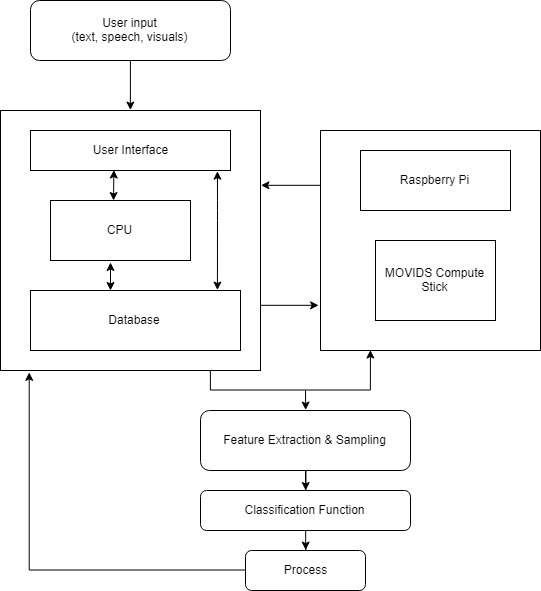 User input
(text, speech, visuals)
User Interface
CPU
Database
Raspberry Pi
MOVIDS Compute
Stick
Feature Extraction & Sampling
Classification Function
Process